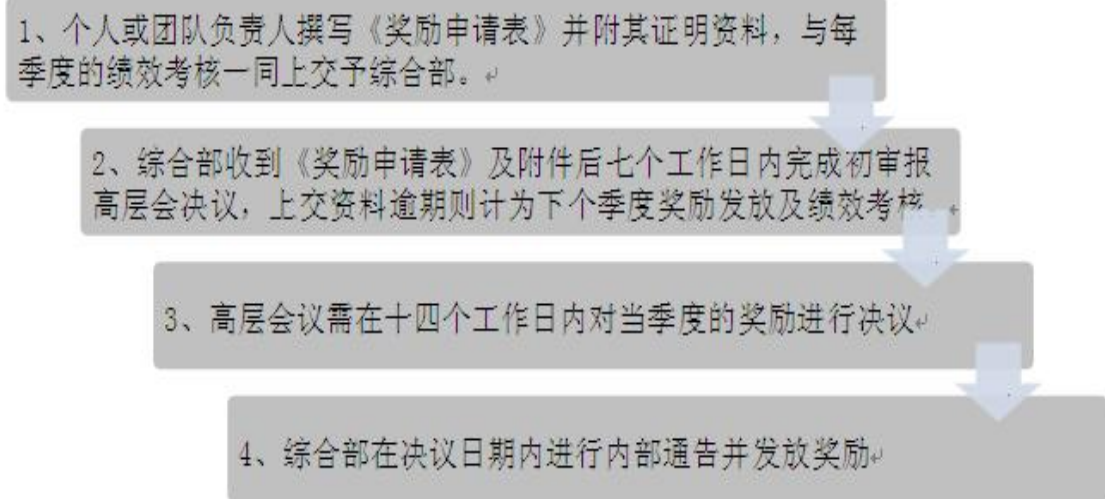 1、个人或团队负责人撰写《奖励申请表》并附其证明资料，与每
季度的绩效考核一同上交予综合部。
2、综合部收到《奖励申请表》及附件后七个工作日内完成初审报
高层会决议，上交资料逾期则计为下个季度奖励发放及绩效考核。
3、高层会议需在十四个工作日内对当季度的奖励进行决议
4、综合部在决议日期内进行内部通告并发放奖励